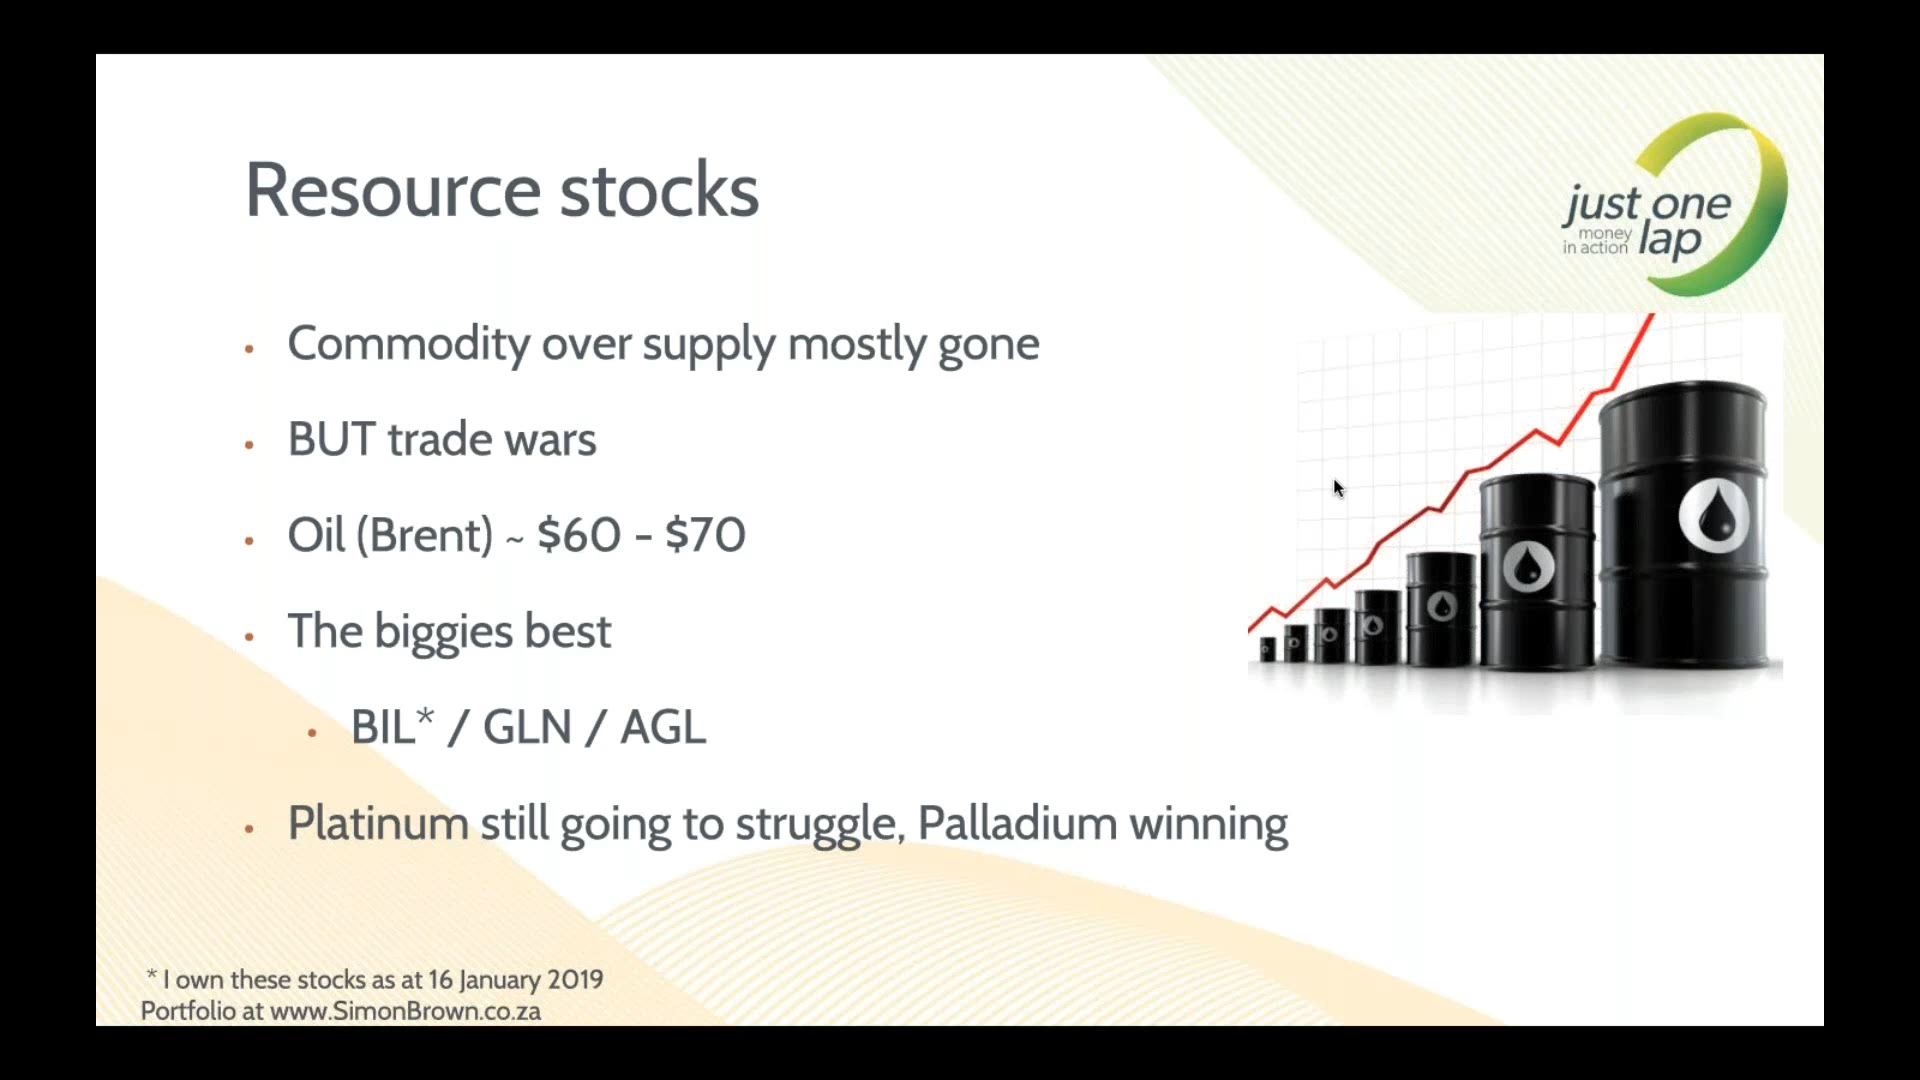 Resource stocks
just one
money
in action
lap
• Commodity over supply mostly gone
• BUT trade wars
• Oil (Brent) ~ $60 - $70
• The biggies best
• BIL* / GLN / AGL
• Platinum still going to struggle, Palladium winning
* I own these stocks as at 16 January 2019
Portfolio at www.SimonBrown.co.za